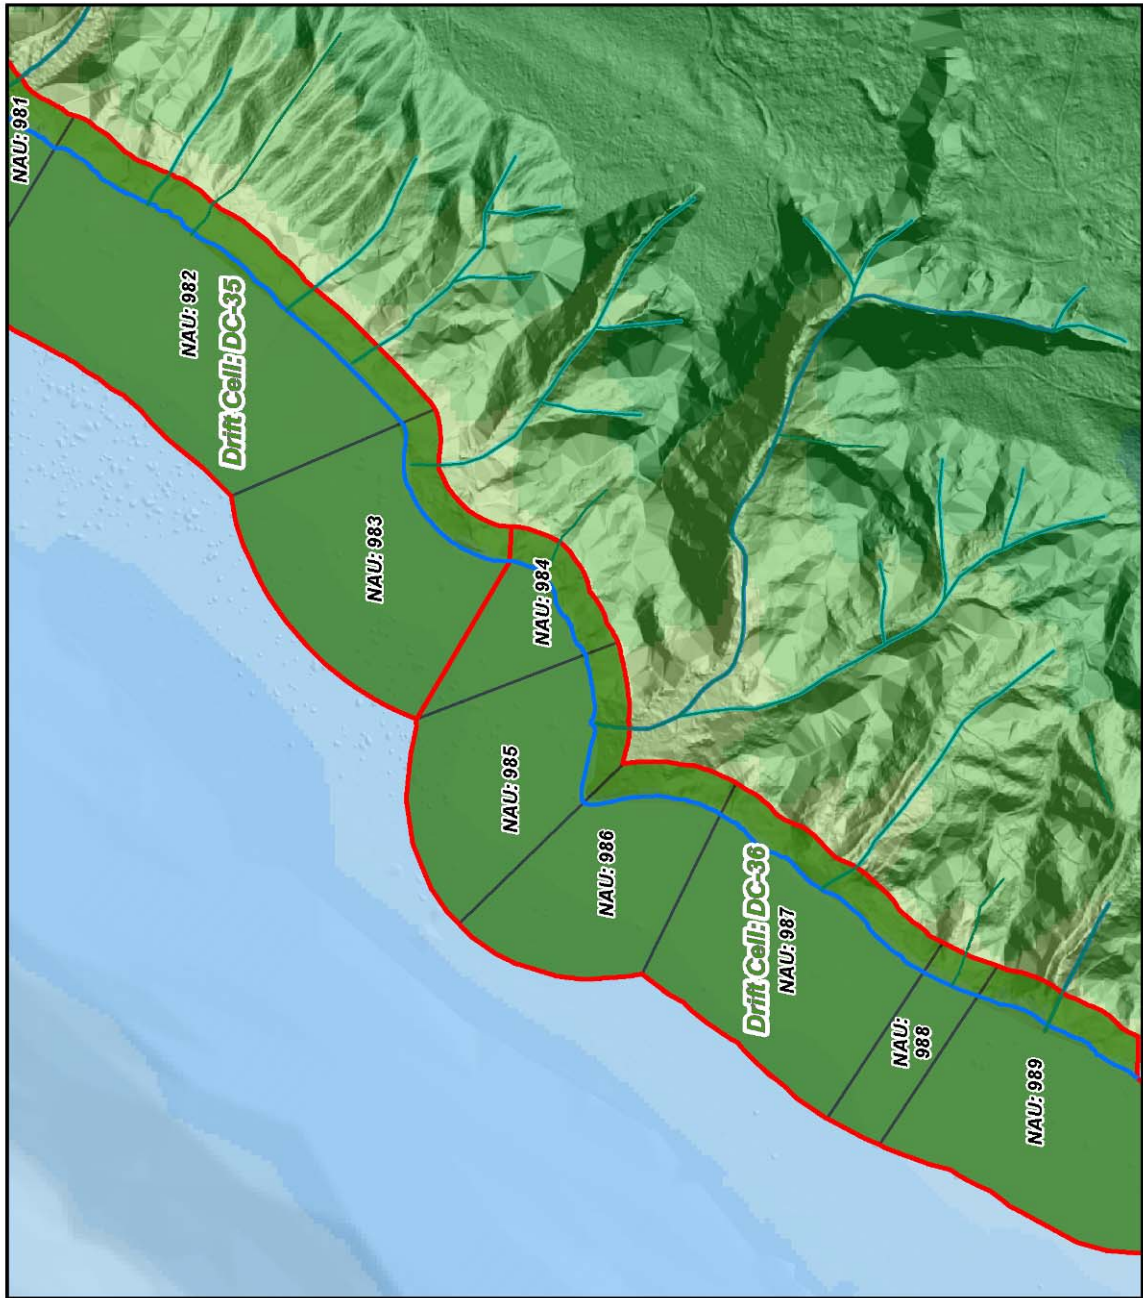 NAU: 981
NAU: 982
Drift Cell: DC-35
NAU: 983
NAU: 984
NAU: 985
NAU: 986
Drift Cell: DC-36
NAU: 987
NAU:
988
NAU: 989